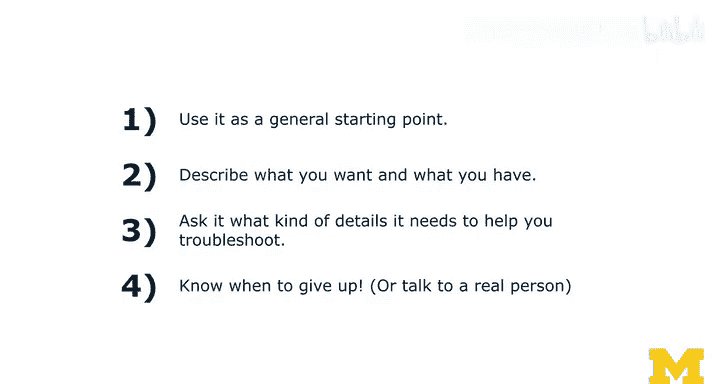 1) Use it as a general starting point.
2) Describe what you want and what you have.
3) Ask it what kind of details it needs to help you
troubleshoot.
4) Know when to give up! (Or talk to a real person)
M